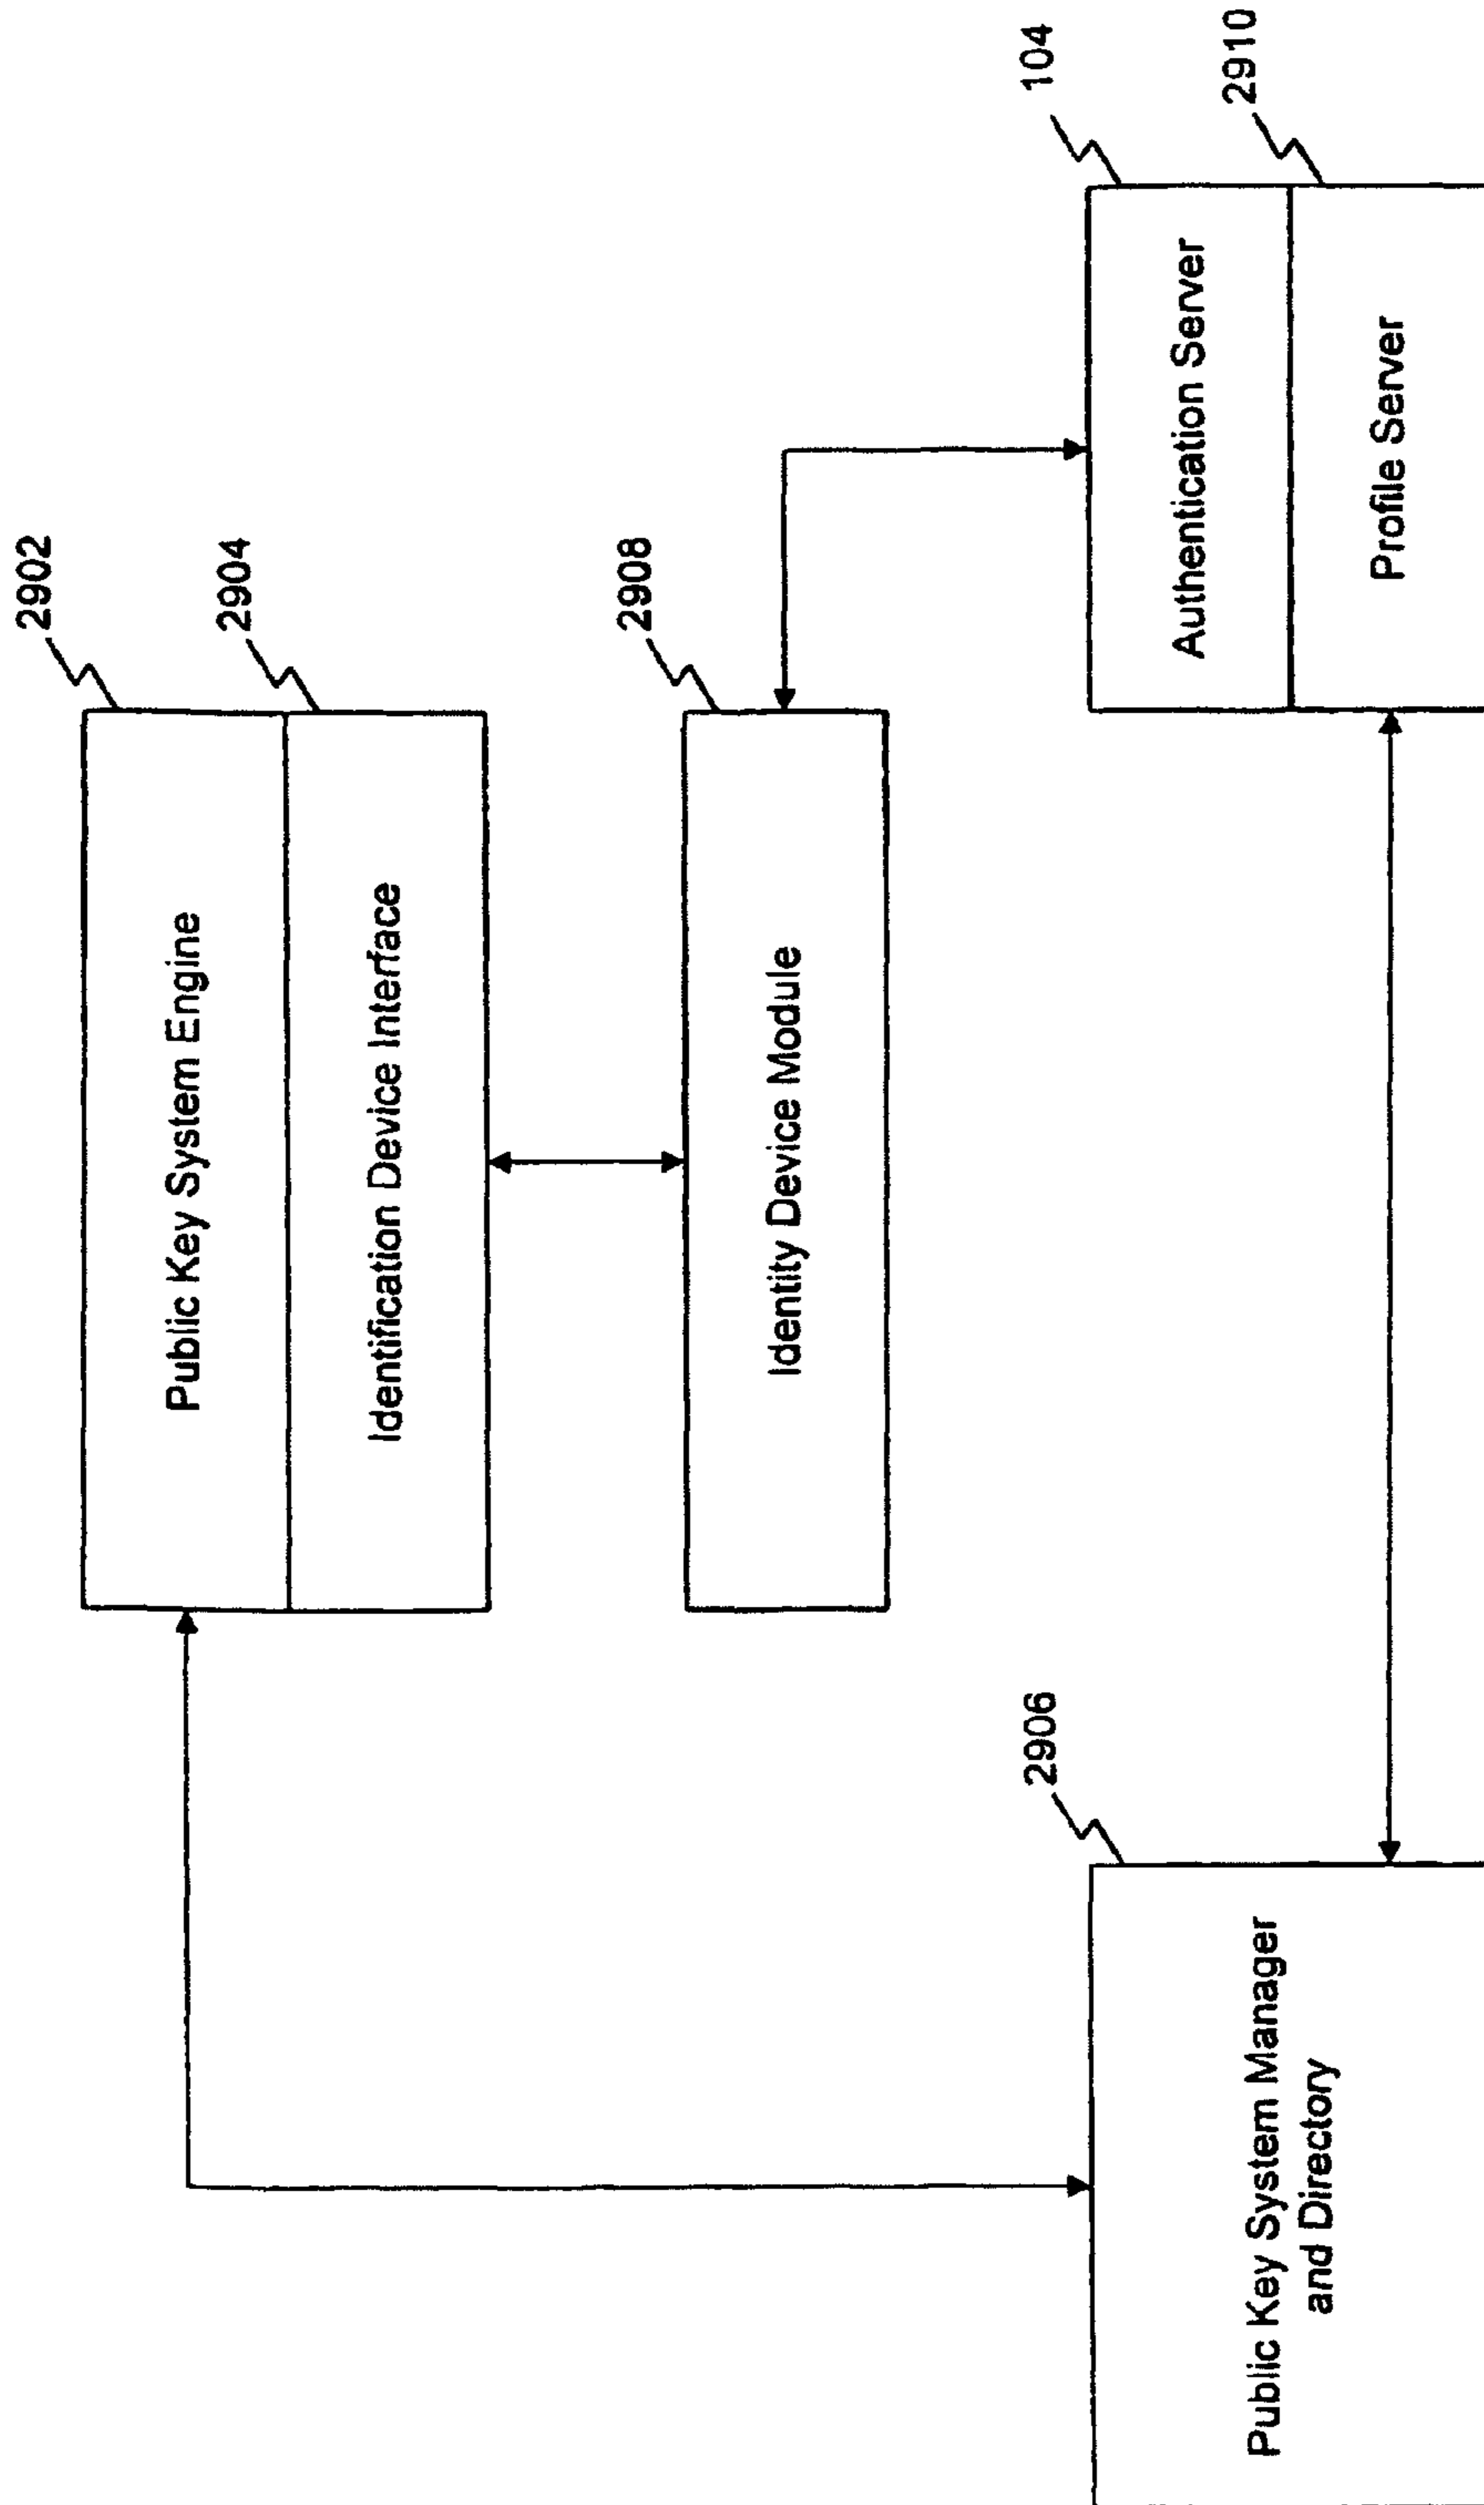 2902
Public Key System Engine
2904
Identification Device Interface
2908
Identity Device Module
2906
Public Key System Manager
and Directory
104
Authentication Server
2910
Profile Server